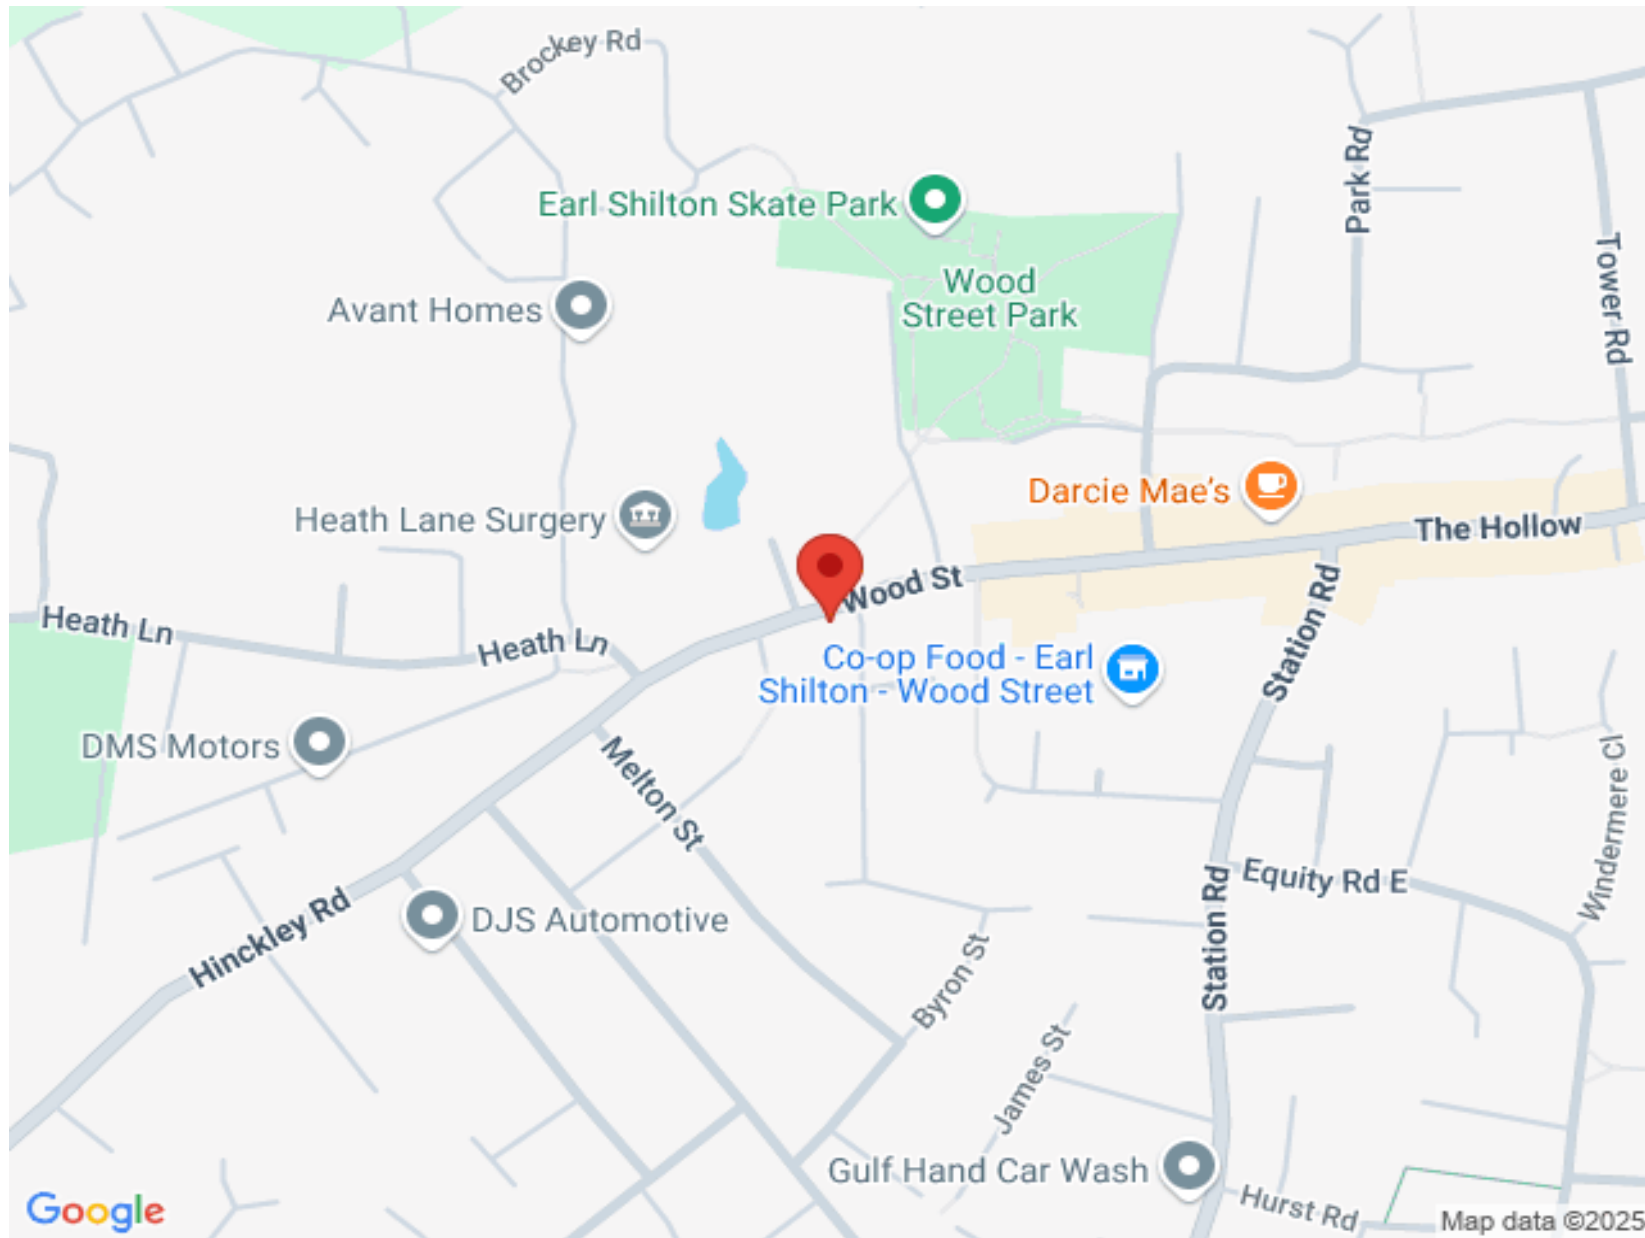 Brockey Rd
Park Rd
Earl Shilton Skate Park
Tower Rd
Wood
Street Park
Avant Homes
Darcie Mae's
Heath Lane Surgery
The Hollow
Wood St
Station Rd
Heath Ln
Heath Ln
Co-op Food - Earl
Shilton - Wood Street
DMS Motors
Melton St
Windermere Cl
Equity Rd E
Hinckley Rd
DJS Automotive
Station Rd
Byron St
James St
Gulf Hand Car Wash
Hurst Rd
Google
Map data ©2025